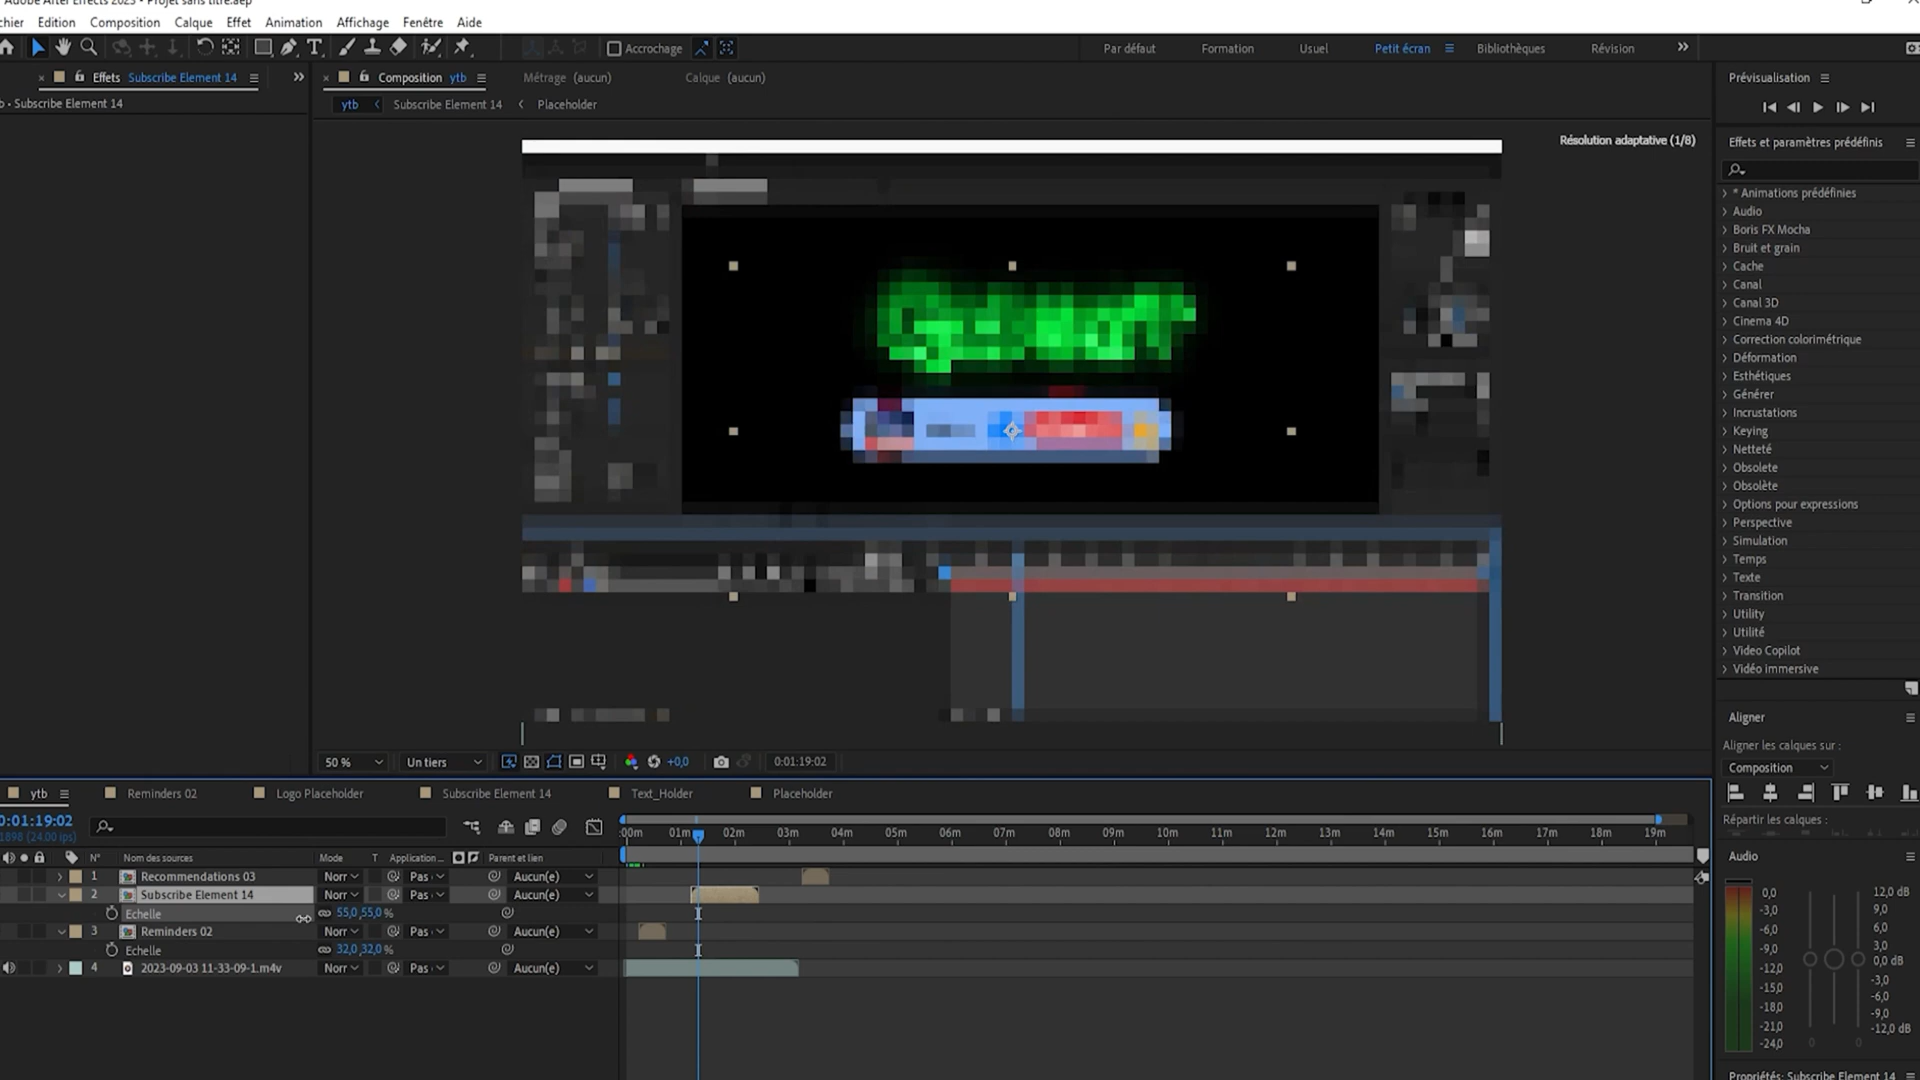 Adobe After Effects 2023 - Projet sans titre.aep
Edition Composition Calque Effet Animation Affichage Fenêtre Aide
Accrochage
Par défaut Formation Usuel Petit écran Bibliothèques Révision
Effets Subscribe Element 14
Composition ytb
Métrage (aucun)
Calque (aucun)
Subscribe Element 14
ytb Subscribe Element 14 Placeholder
Résolution adaptative (1/8)
50 %
Un tiers
+0,0
0:01:19:02
Prévisualisation
Effets et paramètres prédéfinis
* Animations prédéfinies
Audio
Boris FX Mocha
Bruit et grain
Cache
Canal
Canal 3D
Cinema 4D
Correction colorimétrique
Déformation
Esthétiques
Générer
Incrustations
Keying
Netteté
Obsolete
Obsolète
Options pour expressions
Perspective
Simulation
Temps
Texte
Transition
Utility
Utilité
Video Copilot
Vidéo immersive
Aligner
Aligner les calques sur :
Composition
Répartir les calques :
Audio
0,0
-3,0
-6,0
-9,0
-12,0
-15,0
-18,0
-21,0
-24,0
12,0 dB
9,0
6,0
3,0
0,0 dB
-3,0
-6,0
-9,0
-12,0 dB
0 0
Propriétés: Subscribe Element 14
ytb Reminders 02 Logo Placeholder Subscribe Element 14 Text_Holder Placeholder
0:01:19:02
1898 (24.00 ips)
:00m 01m 02m 03m 04m 05m 06m 07m 08m 09m 10m 11m 12m 13m 14m 15m 16m 17m 18m 19m
N° Nom des sources Mode T Application... Parent et lien
1 Recommendations 03 Norr Pas Aucun(e)
2 Subscribe Element 14 Norr Pas Aucun(e)
Echelle 55,0,55,0 %
3 Reminders 02 Norr Pas Aucun(e)
Echelle 32,0,32,0 %
4 2023-09-03 11-33-09-1.m4v Norr Pas Aucun(e)